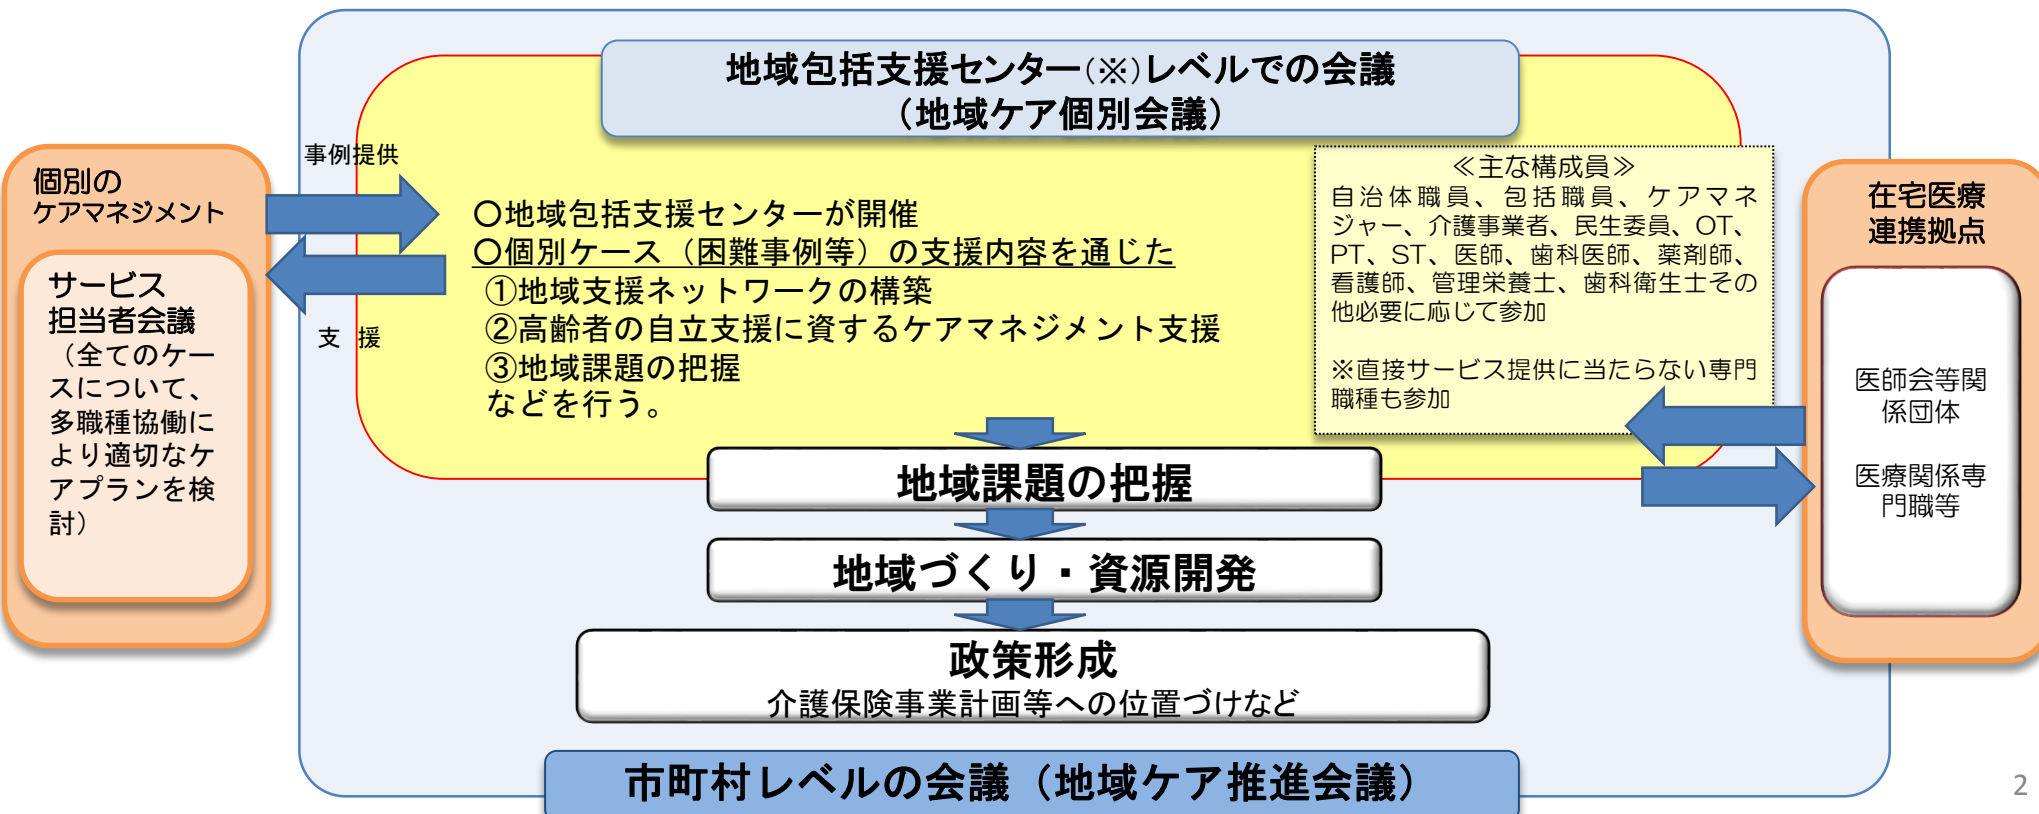 地域包括支援センター(※)レベルでの会議
（地域ケア個別会議）
事例提供
支　援
個別の
ケアマネジメント
サービス
担当者会議
（全てのケー
スについて、
多職種協働に
より適切なケ
アプランを検
討）
〇地域包括支援センターが開催
〇個別ケース（困難事例等）の支援内容を通じた
①地域支援ネットワークの構築
②高齢者の自立支援に資するケアマネジメント支援
③地域課題の把握
などを行う。
≪主な構成員≫
自治体職員、包括職員、ケアマネ
ジャー、介護事業者、民生委員、OT、
PT、ST、医師、歯科医師、薬剤師、
看護師、管理栄養士、歯科衛生士その
他必要に応じて参加
※直接サービス提供に当たらない専門
職種も参加
在宅医療
連携拠点
医師会等関
係団体
医療関係専
門職等
地域課題の把握
地域づくり・資源開発
政策形成
介護保険事業計画等への位置づけなど
市町村レベルの会議（地域ケア推進会議）
2